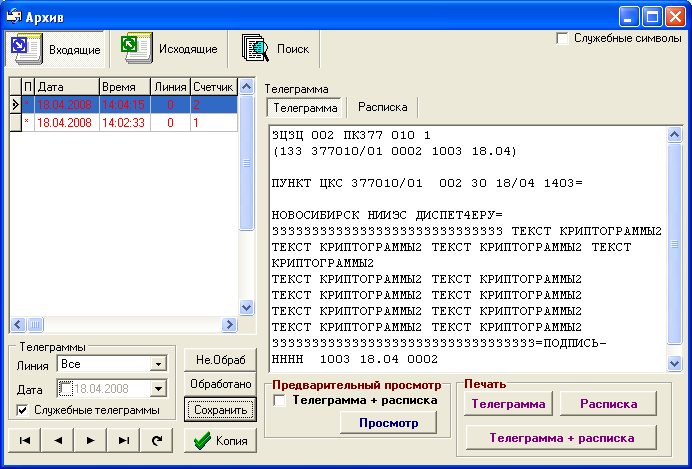 Архив
Входящие
Исходящие
Поиск
Служебные символы
П Дата Время Линия Счетчик
* 18.04.2008 14:04:15 0 2
* 18.04.2008 14:02:33 0 1
Телеграмма
Телеграмма Расписка
ЗЦЗЦ 002 ПК377 010 1
(133 377010/01 0002 1003 18.04)
ПУНКТ ЦКС 377010/01 002 30 18/04 1403=
НОВОСИБИРСК НИИЭС ДИСПЕТ4ЕРУ=
333333333333333333333333333333 ТЕКСТ КРИПТОГРАММЫ2
ТЕКСТ КРИПТОГРАММЫ2 ТЕКСТ КРИПТОГРАММЫ2 ТЕКСТ
КРИПТОГРАММЫ2
ТЕКСТ КРИПТОГРАММЫ2 ТЕКСТ КРИПТОГРАММЫ2
ТЕКСТ КРИПТОГРАММЫ2 ТЕКСТ КРИПТОГРАММЫ2
ТЕКСТ КРИПТОГРАММЫ2 ТЕКСТ КРИПТОГРАММЫ2
ТЕКСТ КРИПТОГРАММЫ2 ТЕКСТ КРИПТОГРАММЫ2
3333333333333333333333333333333333=ПОДПИСЬ-
НННН 1003 18.04 0002
Телеграммы
Линия Все
Дата 18.04.2008
Служебные телеграммы
Не.Обраб
Обработано
Сохранить
Копия
Предварительный просмотр
Телеграмма + расписка
Просмотр
Печать
Телеграмма
Расписка
Телеграмма + расписка